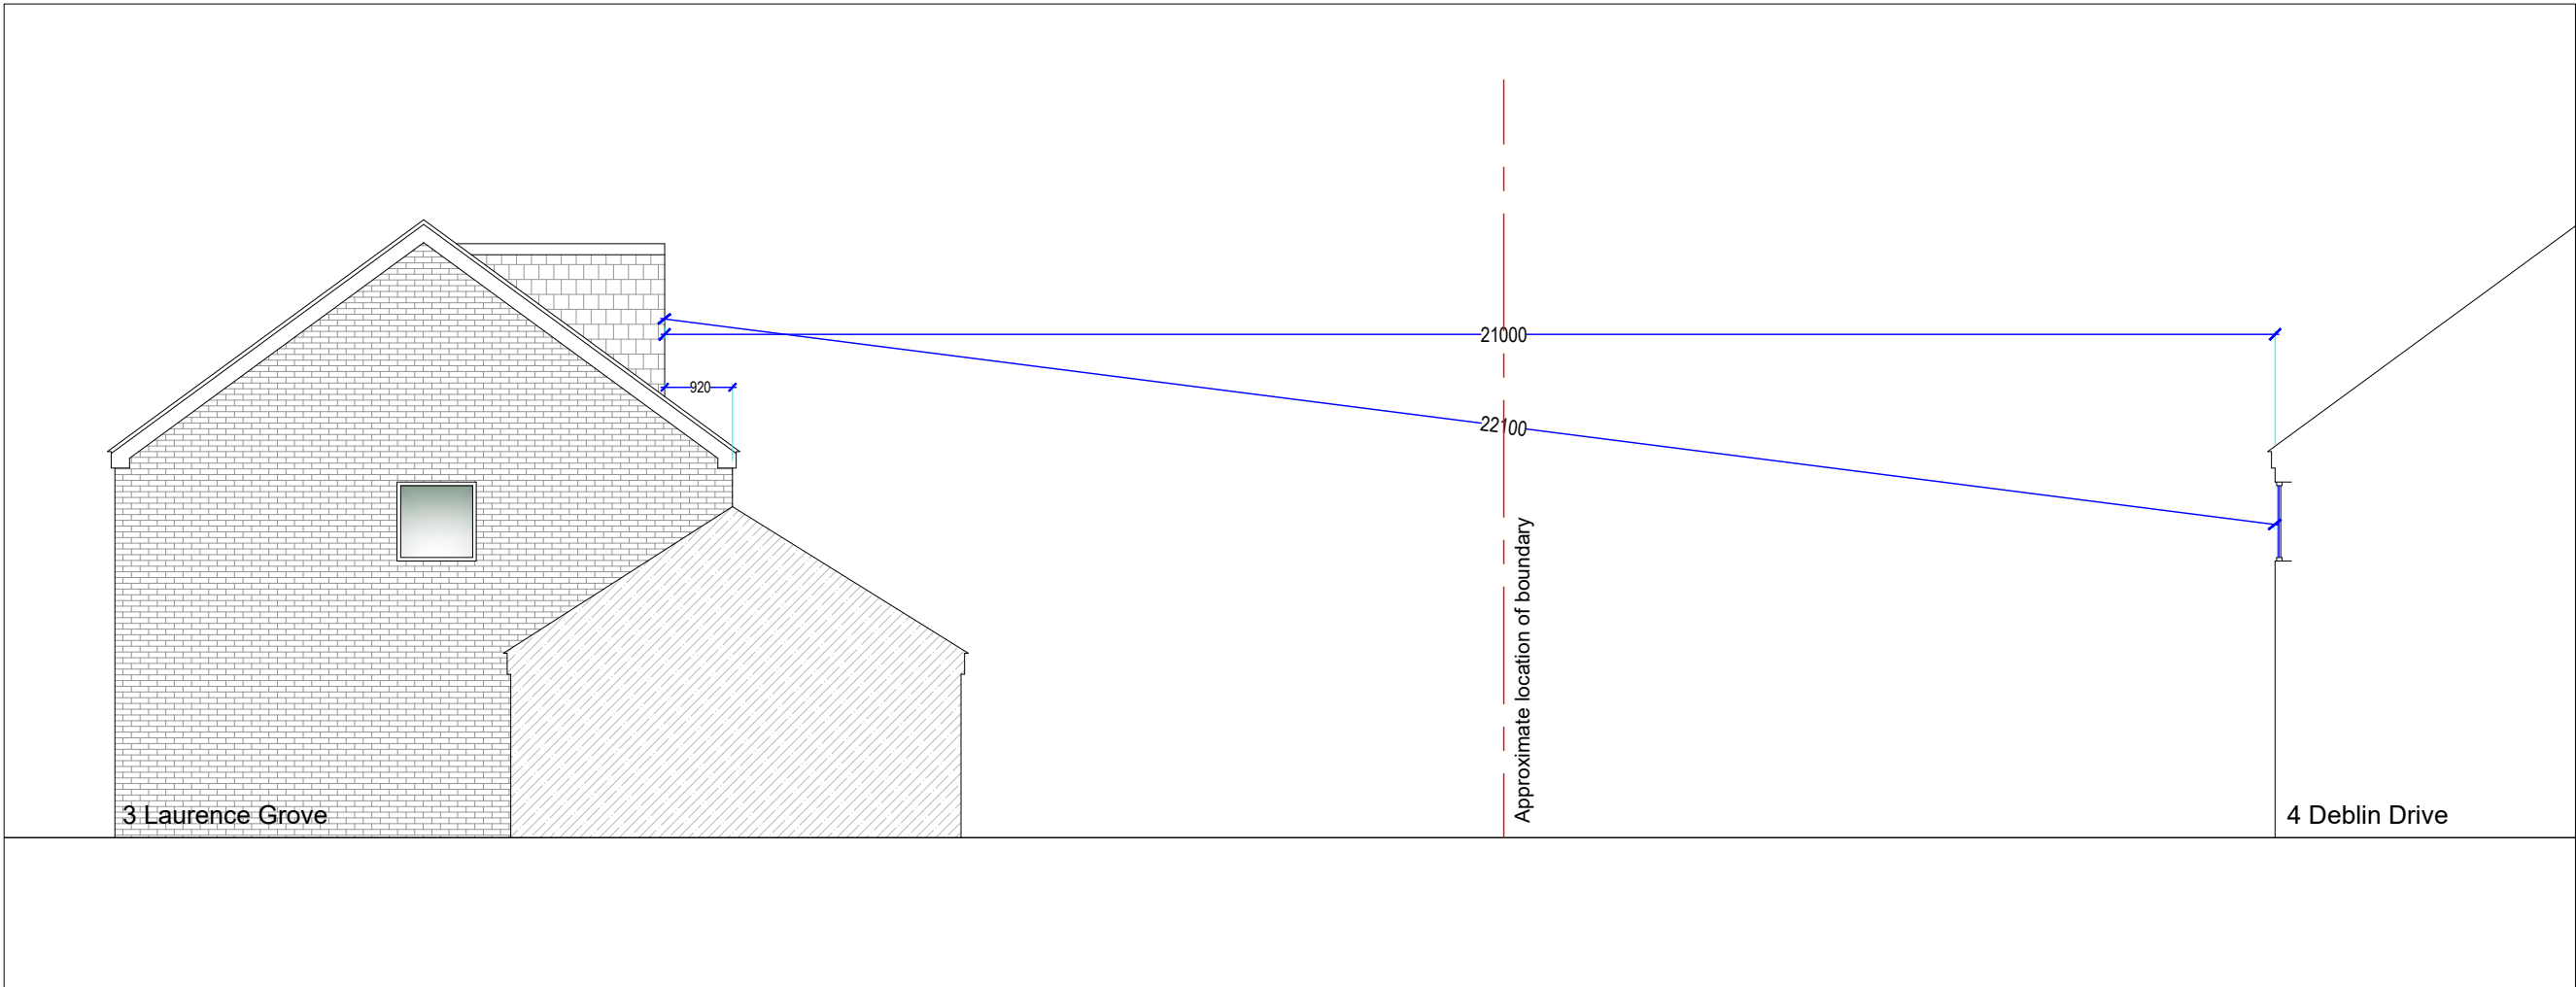 21000
920
22100
Approximate location of boundary
3 Laurence Grove
4 Deblin Drive